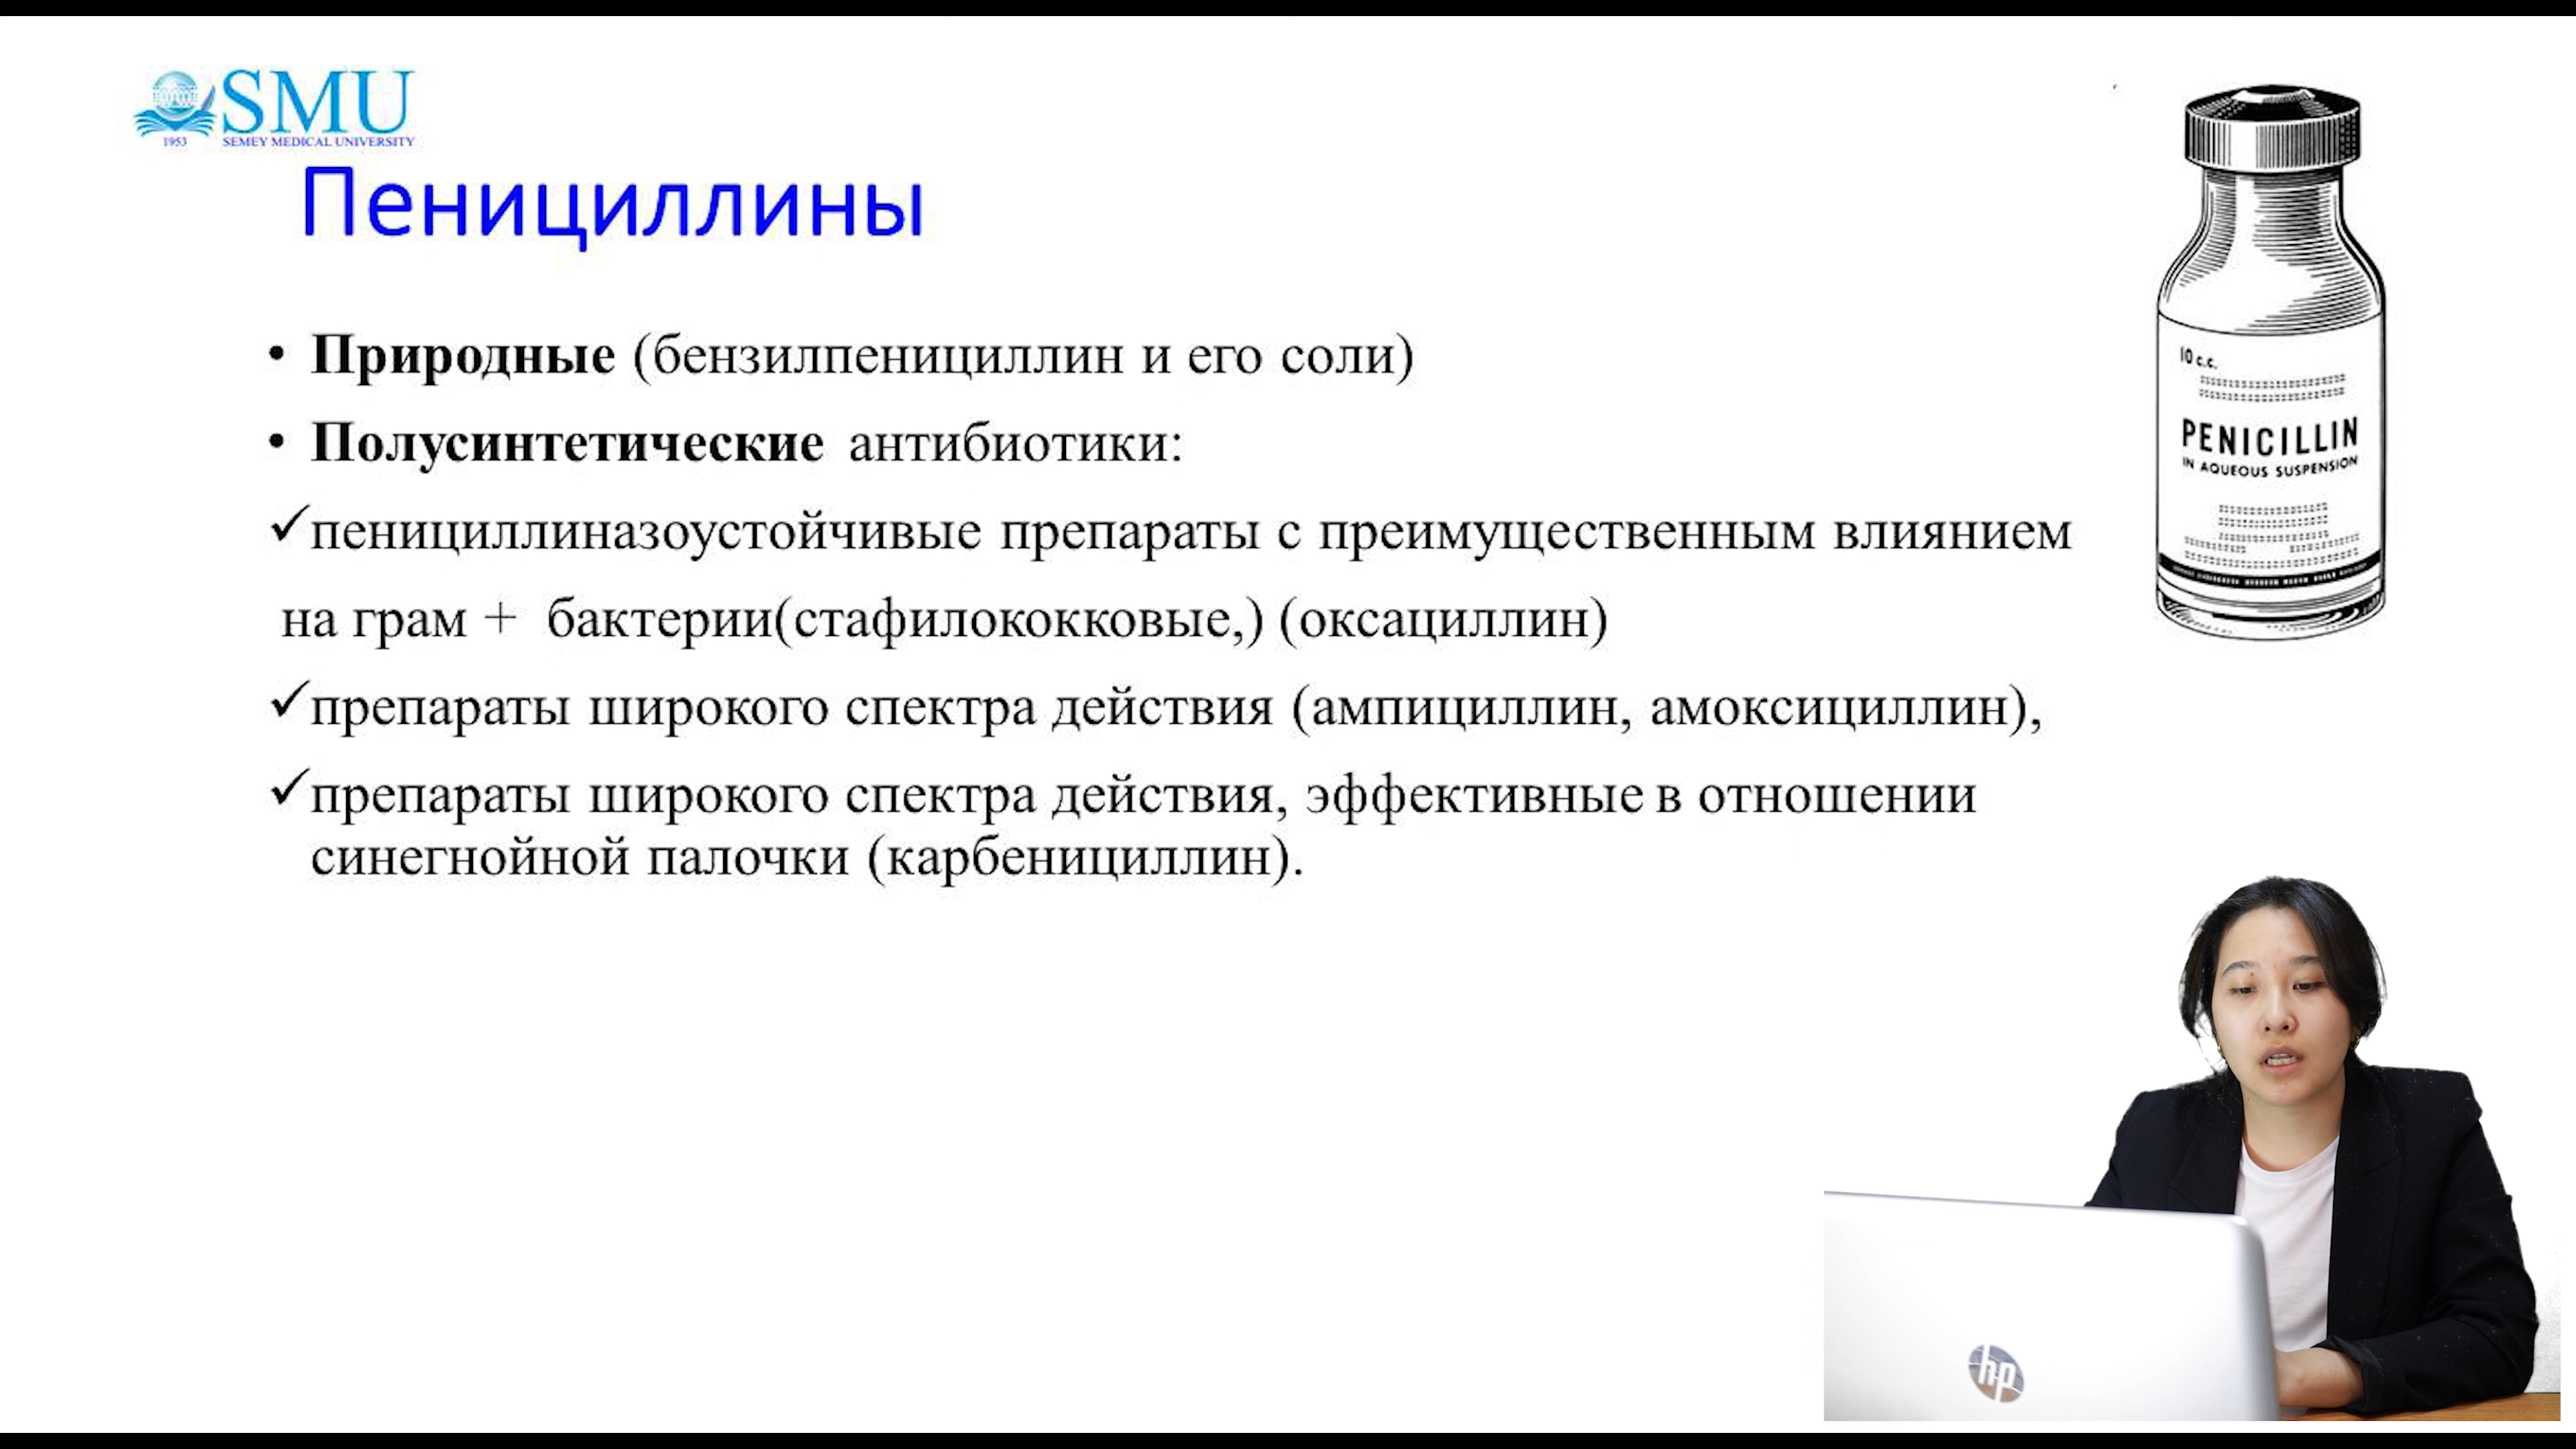 SMU
1953 SEMEY MEDICAL UNIVERSITY
Пенициллины
• Природные (бензилпенициллин и его соли)
• Полусинтетические антибиотики:
✓пенициллиназоустойчивые препараты с преимущественным влиянием
на грам + бактерии(стафилококковые,) (оксациллин)
✓препараты широкого спектра действия (ампициллин, амоксициллин),
✓препараты широкого спектра действия, эффективные в отношении
синегнойной палочки (карбенициллин).
10 c.c.
PENICILLIN
IN AQUEOUS SUSPENSION
hp